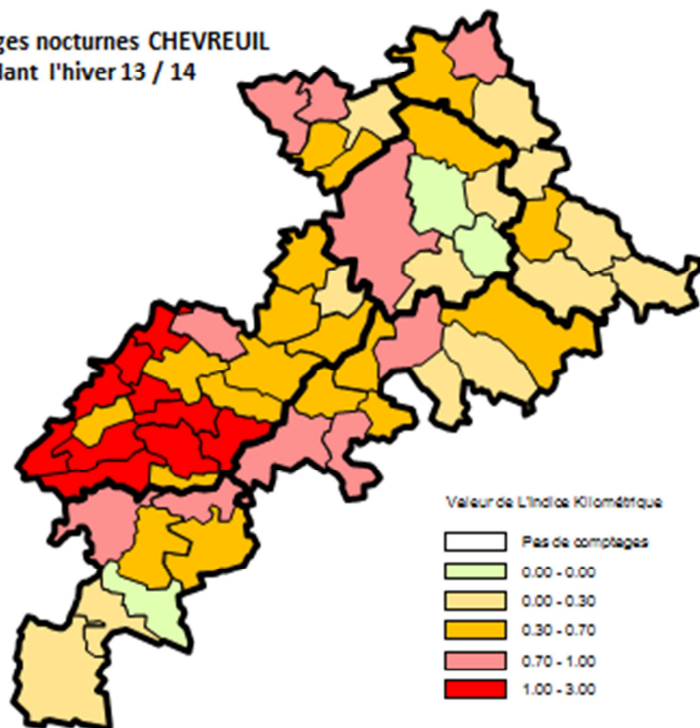 ges nocturnes CHEVREUIL
lant l'hiver 13 / 14
Valeur de L'Indice Kilométrique
Pas de comptages
0.00 - 0.00
0.00 - 0.30
0.30 - 0.70
0.70 - 1.00
1.00 - 3.00